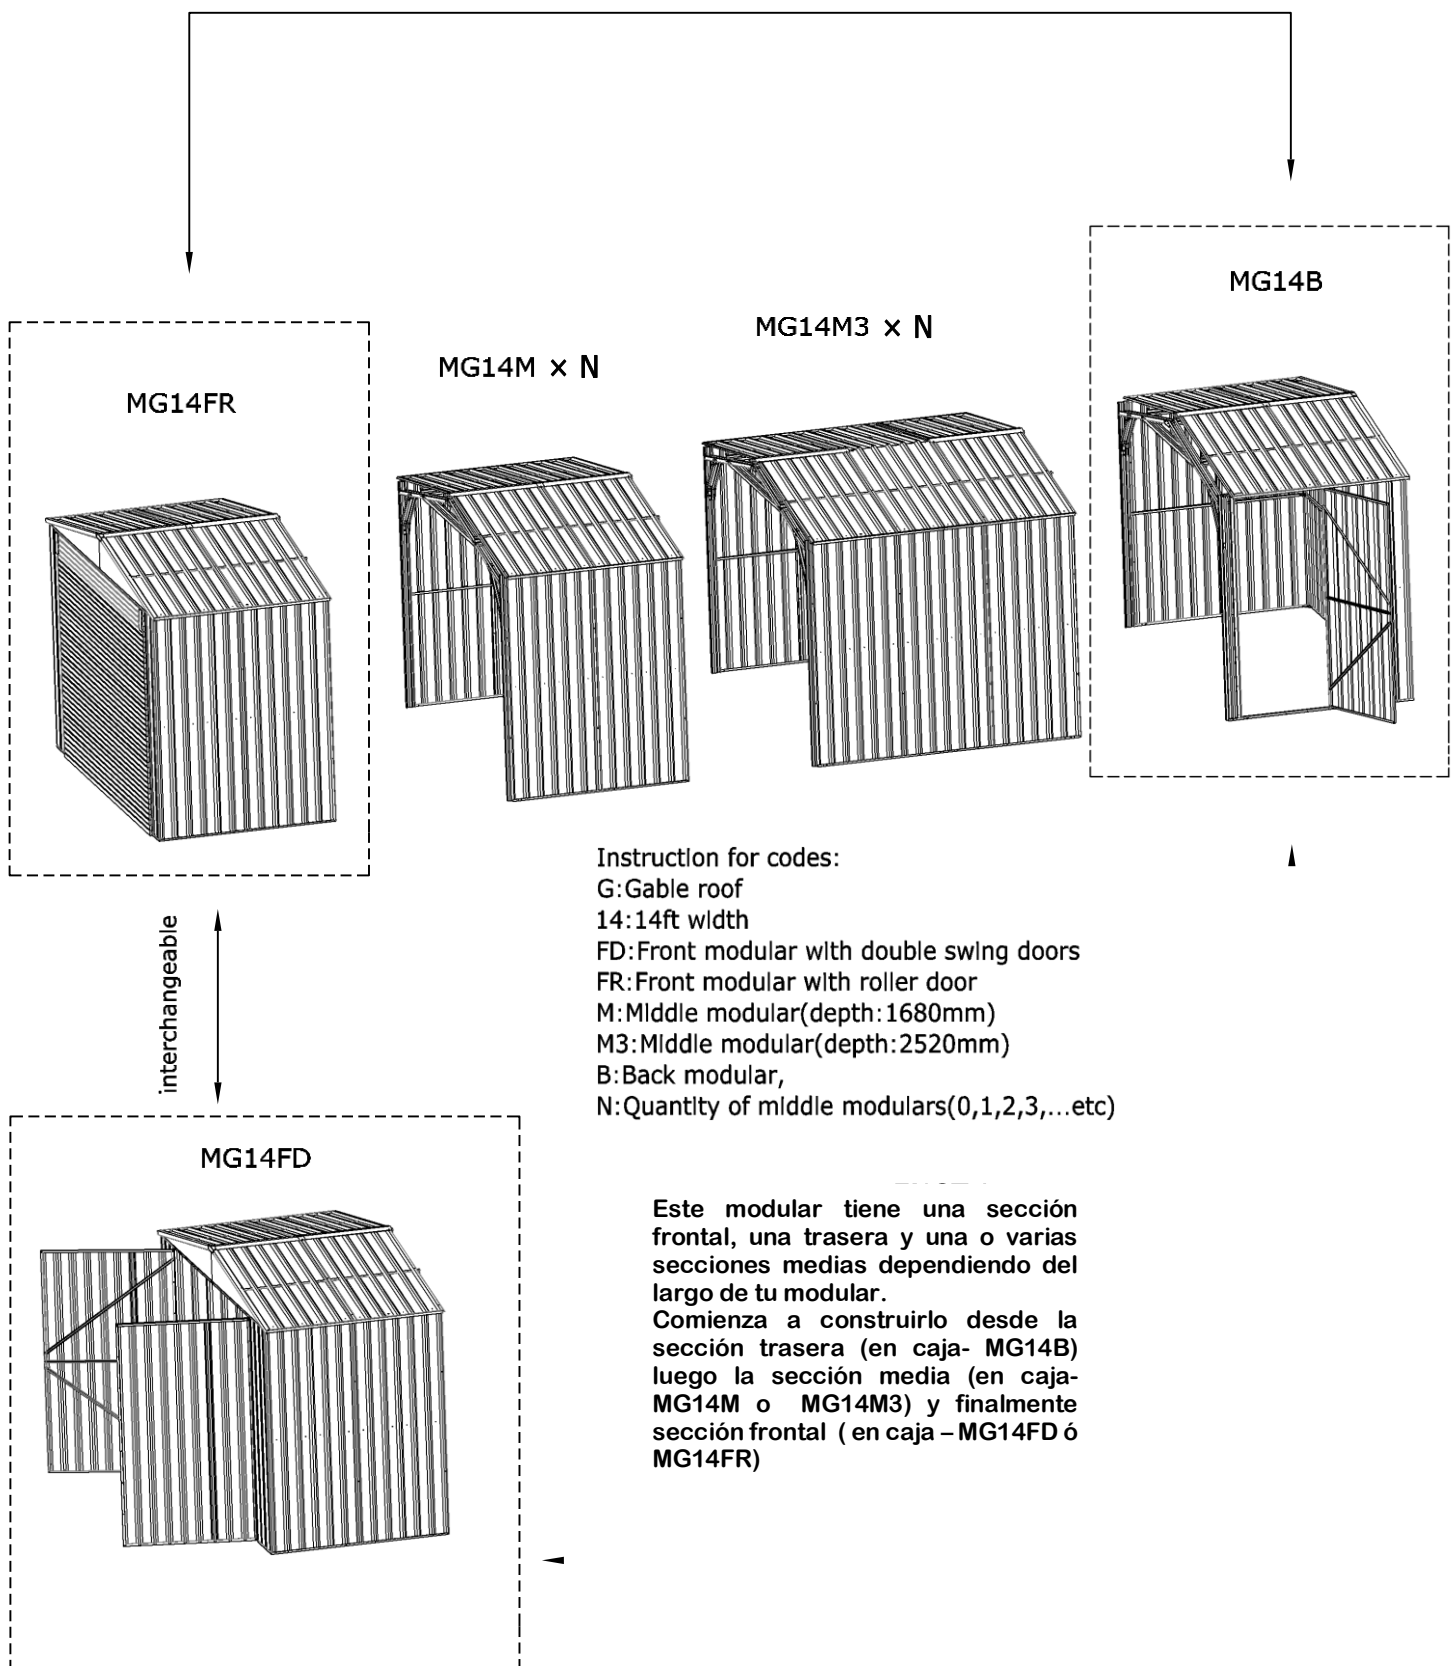 MG14B
MG14M3 × N
MG14M × N
MG14FR
Instruction for codes:
G:Gable roof
14:14ft width
FD:Front modular with double swing doors
FR:Front modular with roller door
M:Middle modular(depth:1680mm)
M3:Middle modular(depth:2520mm)
B:Back modular,
N:Quantity of middle modulars(0,1,2,3,...etc)
interchangeable
MG14FD
Este modular tiene una sección
frontal, una trasera y una o varias
secciones medias dependiendo del
largo de tu modular.
Comienza a construirlo desde la
sección trasera (en caja- MG14B)
luego la sección media (en caja-
MG14M o MG14M3) y finalmente
sección frontal ( en caja – MG14FD ó
MG14FR)